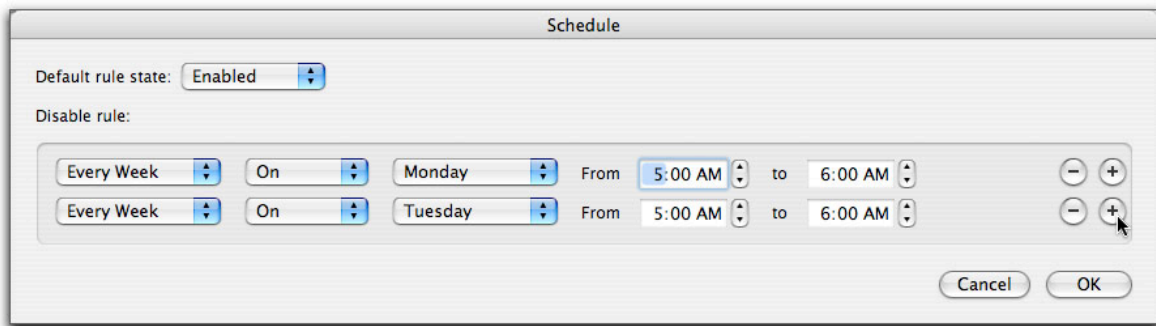 Schedule
Default rule state: Enabled
Disable rule:
Every Week On Monday From 5:00 AM to 6:00 AM − +
Every Week On Tuesday From 5:00 AM to 6:00 AM − +
Cancel OK